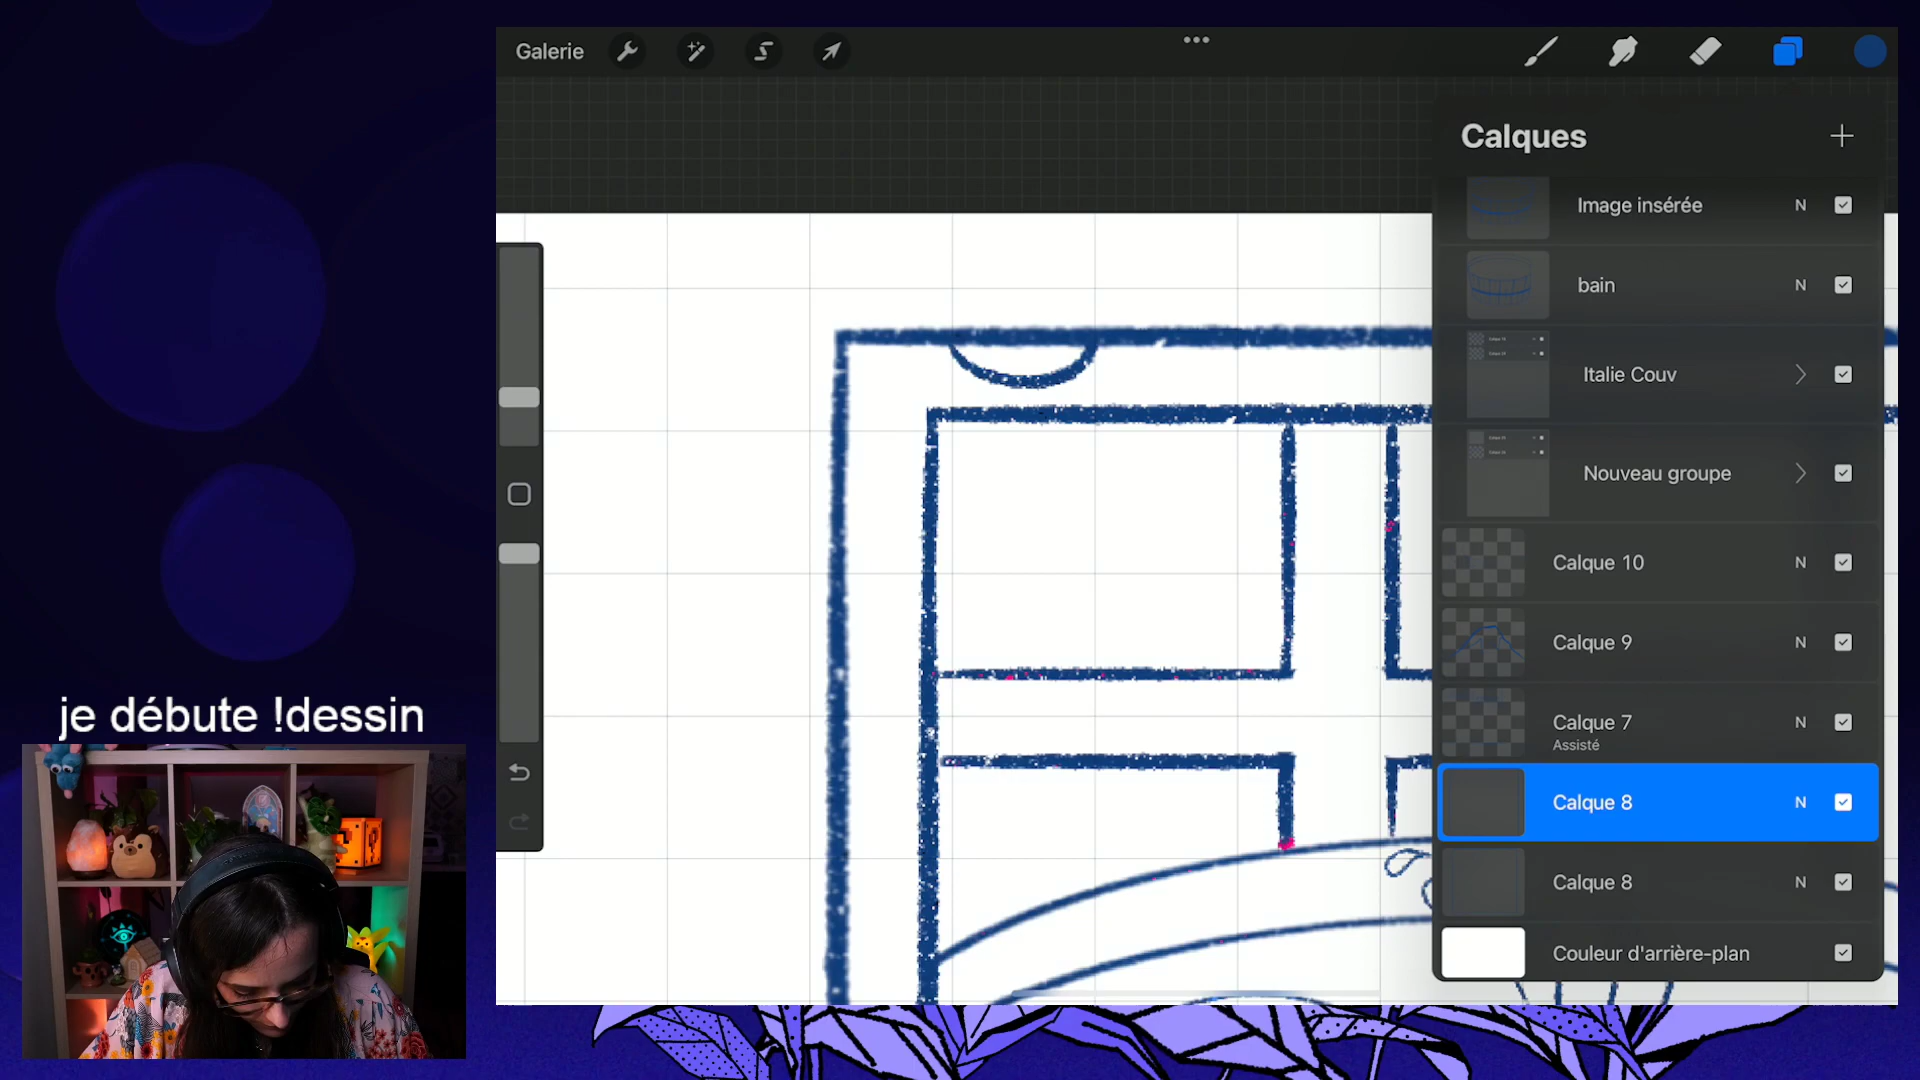 Galerie
Calques
Image insérée N
bain N
Italie Couv
Nouveau groupe
Calque 10 N
Calque 9 N
Calque 7 N
Assisté
Calque 8 N
Calque 8 N
Couleur d'arrière-plan
je débute !dessin